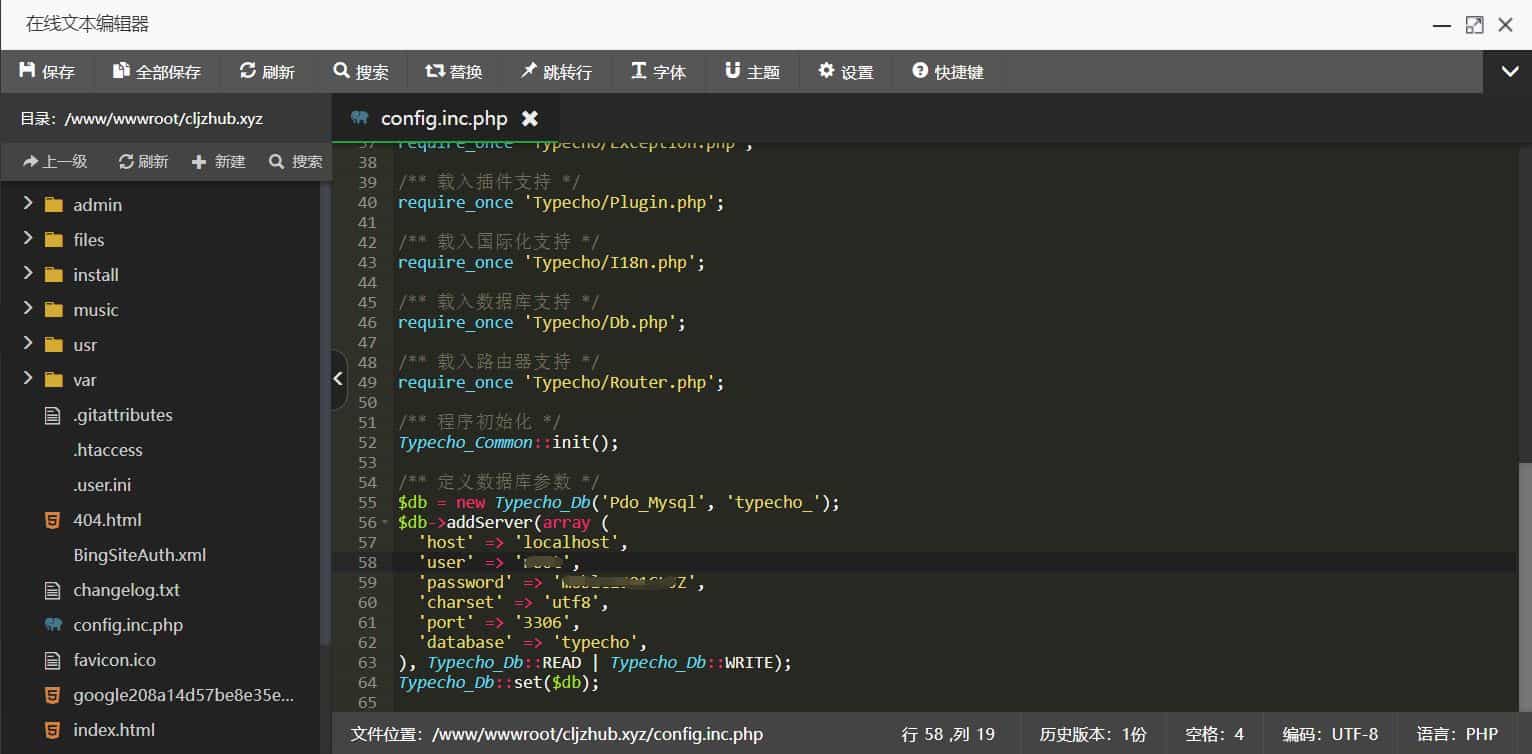 在线文本编辑器
保存 全部保存 刷新 搜索 替换 跳转行 字体 主题 设置 快捷键
目录：/www/wwwroot/cljzhub.xyz
上一级 刷新 新建 搜索
admin
files
install
music
usr
var
.gitattributes
.htaccess
.user.ini
404.html
BingSiteAuth.xml
changelog.txt
config.inc.php
favicon.ico
google208a14d57be8e35e...
index.html
config.inc.php
37 require_once 'Typecho/Exception.php';
38
39 /** 载入插件支持 */
40 require_once 'Typecho/Plugin.php';
41
42 /** 载入国际化支持 */
43 require_once 'Typecho/I18n.php';
44
45 /** 载入数据库支持 */
46 require_once 'Typecho/Db.php';
47
48 /** 载入路由器支持 */
49 require_once 'Typecho/Router.php';
50
51 /** 程序初始化 */
52 Typecho_Common::init();
53
54 /** 定义数据库参数 */
55 $db = new Typecho_Db('Pdo_Mysql', 'typecho_');
56 $db->addServer(array (
57 'host' => 'localhost',
58 'user' => '',
59 'password' => '',
60 'charset' => 'utf8',
61 'port' => '3306',
62 'database' => 'typecho',
63 ), Typecho_Db::READ | Typecho_Db::WRITE);
64 Typecho_Db::set($db);
65
文件位置：/www/wwwroot/cljzhub.xyz/config.inc.php 行 58 ,列 19 历史版本：1份 空格：4 编码：UTF-8 语言：PHP